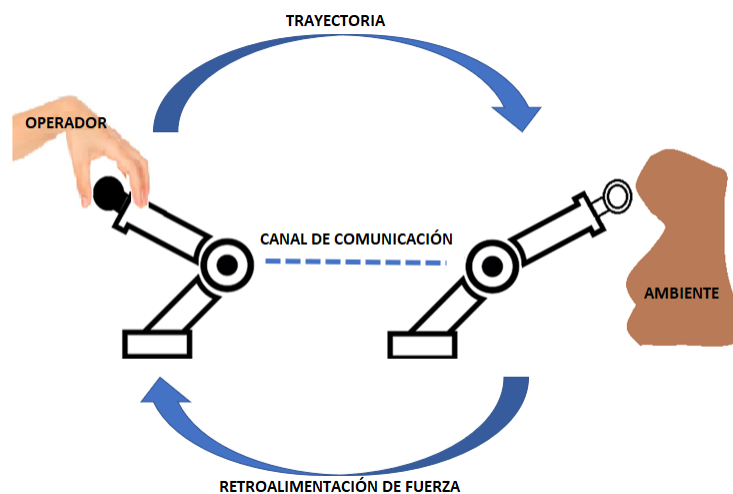 TRAYECTORIA
OPERADOR
CANAL DE COMUNICACIÓN
AMBIENTE
RETROALIMENTACIÓN DE FUERZA